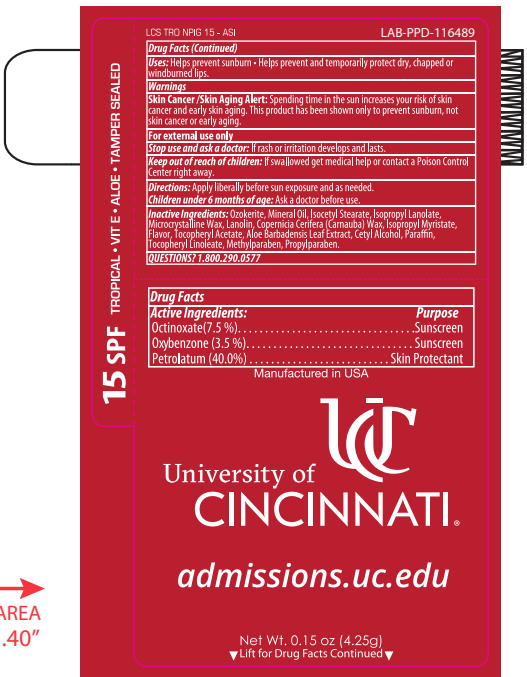 LCS TRO NPIG 15 - ASI LAB-PPD-116489
Drug Facts (Continued)
Uses: Helps prevent sunburn • Helps prevent and temporarily protect dry, chapped or
windburned lips.
Warnings
Skin Cancer /Skin Aging Alert: Spending time in the sun increases your risk of skin
cancer and early skin aging. This product has been shown only to prevent sunburn, not
skin cancer or early aging.
For external use only
Stop use and ask a doctor: If rash or irritation develops and lasts.
Keep out of reach of children: If swallowed get medical help or contact a Poison Control
Center right away.
Directions: Apply liberally before sun exposure and as needed.
Children under 6 months of age: Ask a doctor before use.
Inactive Ingredients: Ozokerite, Mineral Oil, Isocetyl Stearate, Isopropyl Lanolate,
Microcrystalline Wax, Lanolin, Copernicia Cerifera (Carnauba) Wax, Isopropyl Myristate,
Flavor, Tocopheryl Acetate, Aloe Barbadensis Leaf Extract, Cetyl Alcohol, Paraffin,
Tocopheryl Linoleate, Methylparaben, Propylparaben.
QUESTIONS? 1.800.290.0577
15 SPF TROPICAL • VIT E • ALOE • TAMPER SEALED
Drug Facts
Active Ingredients: Purpose
Octinoxate(7.5 %)................................Sunscreen
Oxybenzone (3.5 %)..............................Sunscreen
Petrolatum (40.0%).........................Skin Protectant
Manufactured in USA
UC
University of
CINCINNATI®
admissions.uc.edu
Net Wt. 0.15 oz (4.25g)
▼Lift for Drug Facts Continued▼
AREA
.40”